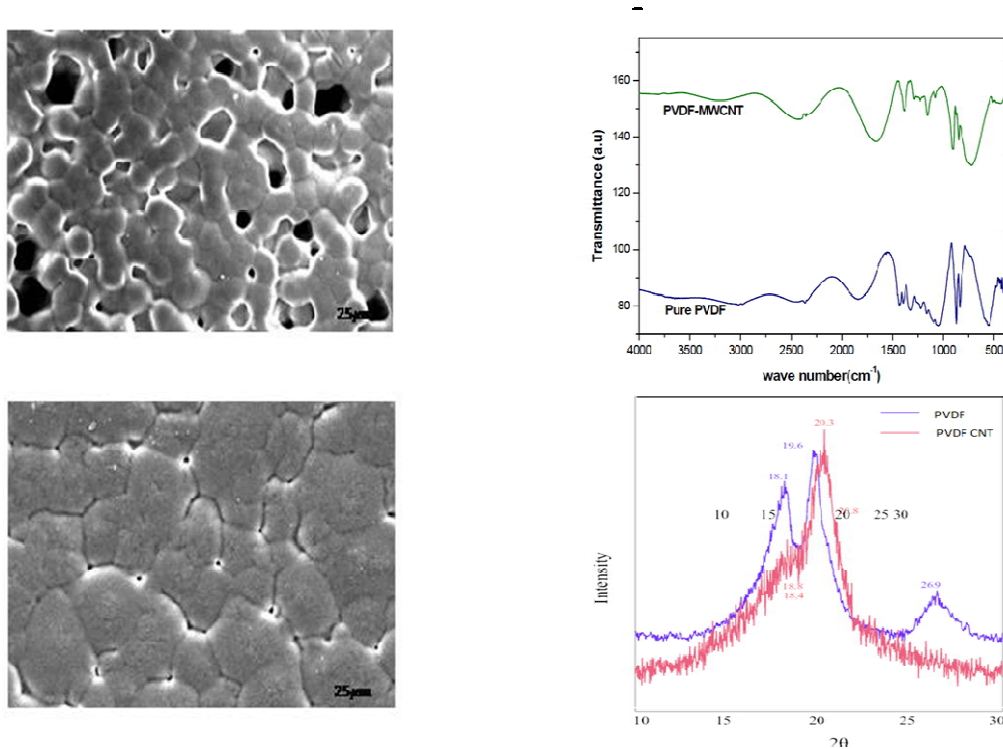 25μm
160
140
120
100
80
Transmittance (a.u)
PVDF-MWCNT
Pure PVDF
4000 3500 3000 2500 2000 1500 1000 500
wave number(cm⁻¹)
25μm
PVDF
PVDF CNT
20.3
19.6
18.1
10 15 20 25 30
18.8
18.4
26.9
Intensity
10 15 20 25 30
2θ